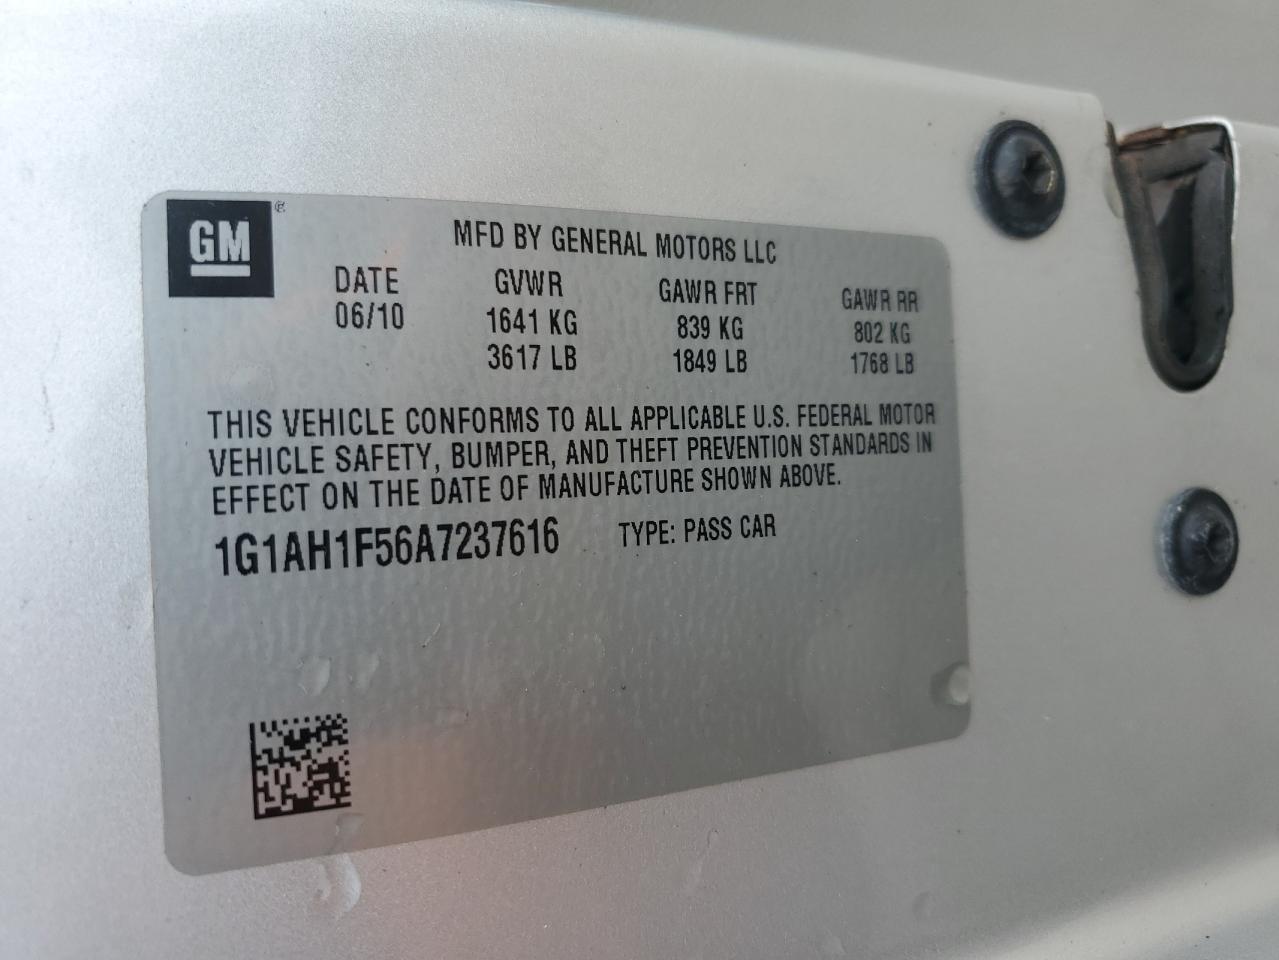 GM ®
MFD BY GENERAL MOTORS LLC
DATE GVWR GAWR FRT GAWR RR
06/10 1641 KG 839 KG 802 KG
3617 LB 1849 LB 1768 LB
THIS VEHICLE CONFORMS TO ALL APPLICABLE U.S. FEDERAL MOTOR
VEHICLE SAFETY, BUMPER, AND THEFT PREVENTION STANDARDS IN
EFFECT ON THE DATE OF MANUFACTURE SHOWN ABOVE.
1G1AH1F56A7237616 TYPE: PASS CAR